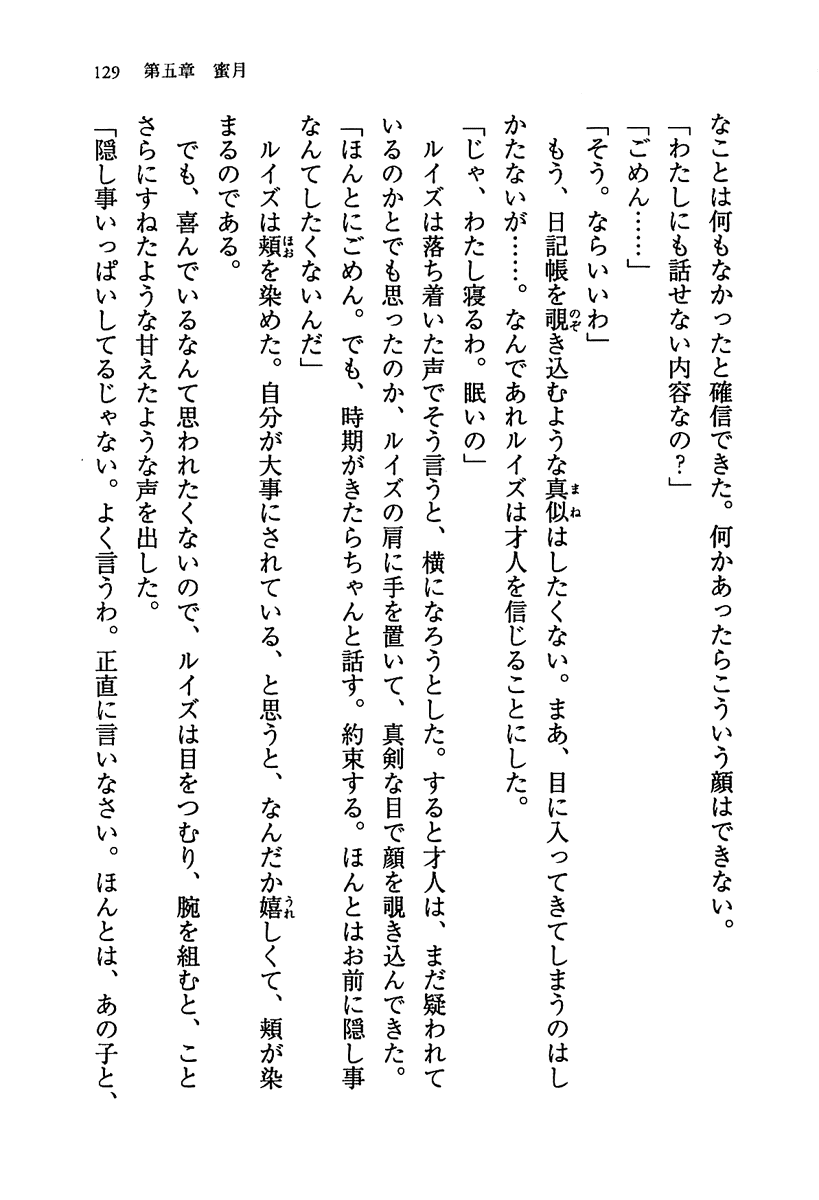 129　第五章　蜜月
なことは何もなかったと確信できた。何かあったらこういう顔はできない。
「わたしにも話せない内容なの？」
「ごめん……」
「そう。ならいいわ」
　もう、日記帳を覗き込むような真似はしたくない。まあ、目に入ってきてしまうのはし
かたないが……。なんであれルイズは才人を信じることにした。
「じゃ、わたし寝るわ。眠いの」
　ルイズは落ち着いた声でそう言うと、横になろうとした。すると才人は、まだ疑われて
いるのかとでも思ったのか、ルイズの肩に手を置いて、真剣な目で顔を覗き込んできた。
「ほんとにごめん。でも、時期がきたらちゃんと話す。約束する。ほんとはお前に隠し事
なんてしたくないんだ」
　ルイズは頬を染めた。自分が大事にされている、と思うと、なんだか嬉しくて、頬が染
まるのである。
　でも、喜んでいるなんて思われたくないので、ルイズは目をつむり、腕を組むと、こと
さらにすねたような甘えたような声を出した。
「隠し事いっぱいしてるじゃない。よく言うわ。正直に言いなさい。ほんとは、あの子と、